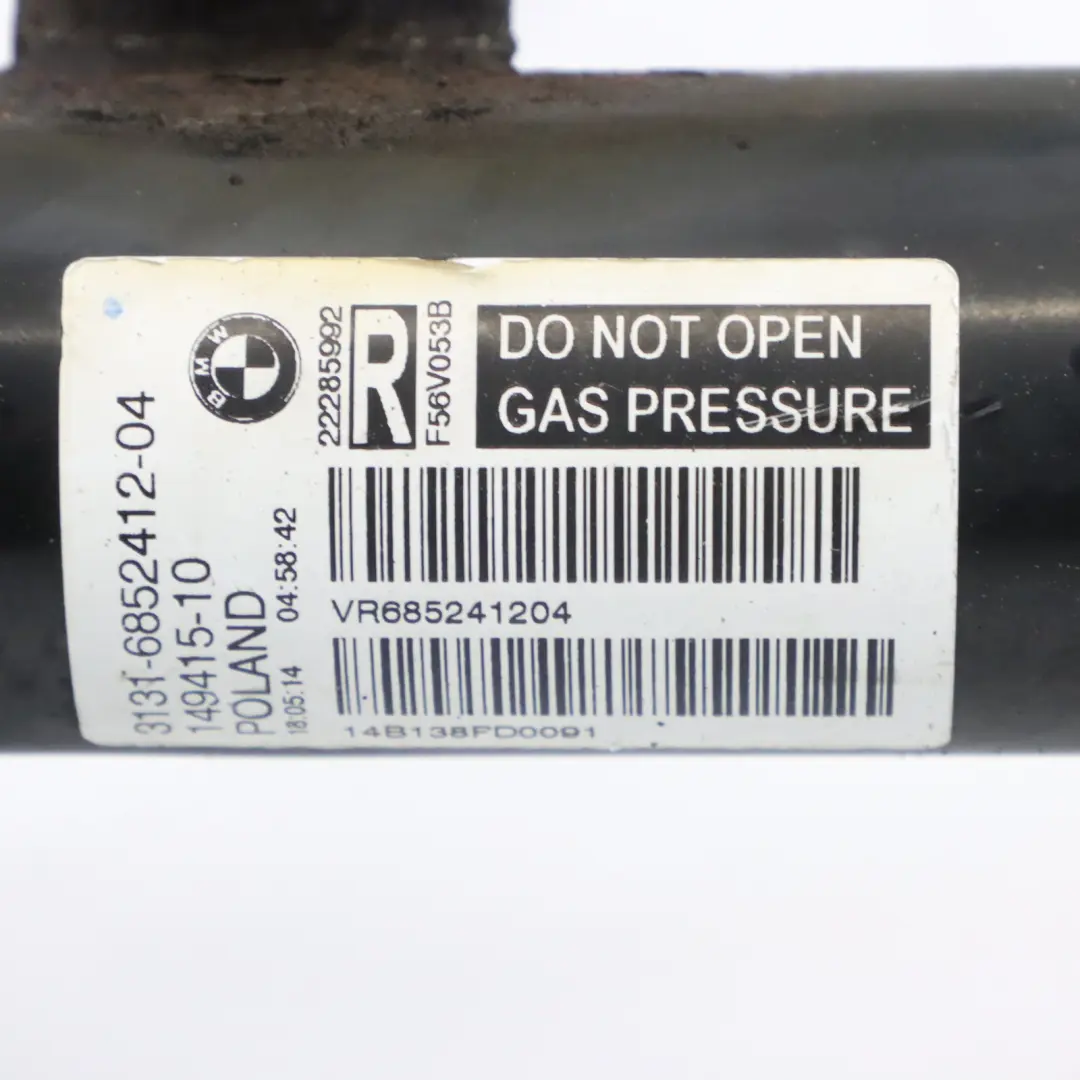 BMW
3131-6852412-04
149415-10
POLAND
18:05:14 04:58:42
22285992
R
F56V053B
DO NOT OPEN
GAS PRESSURE
VR685241204
14B138FD0091